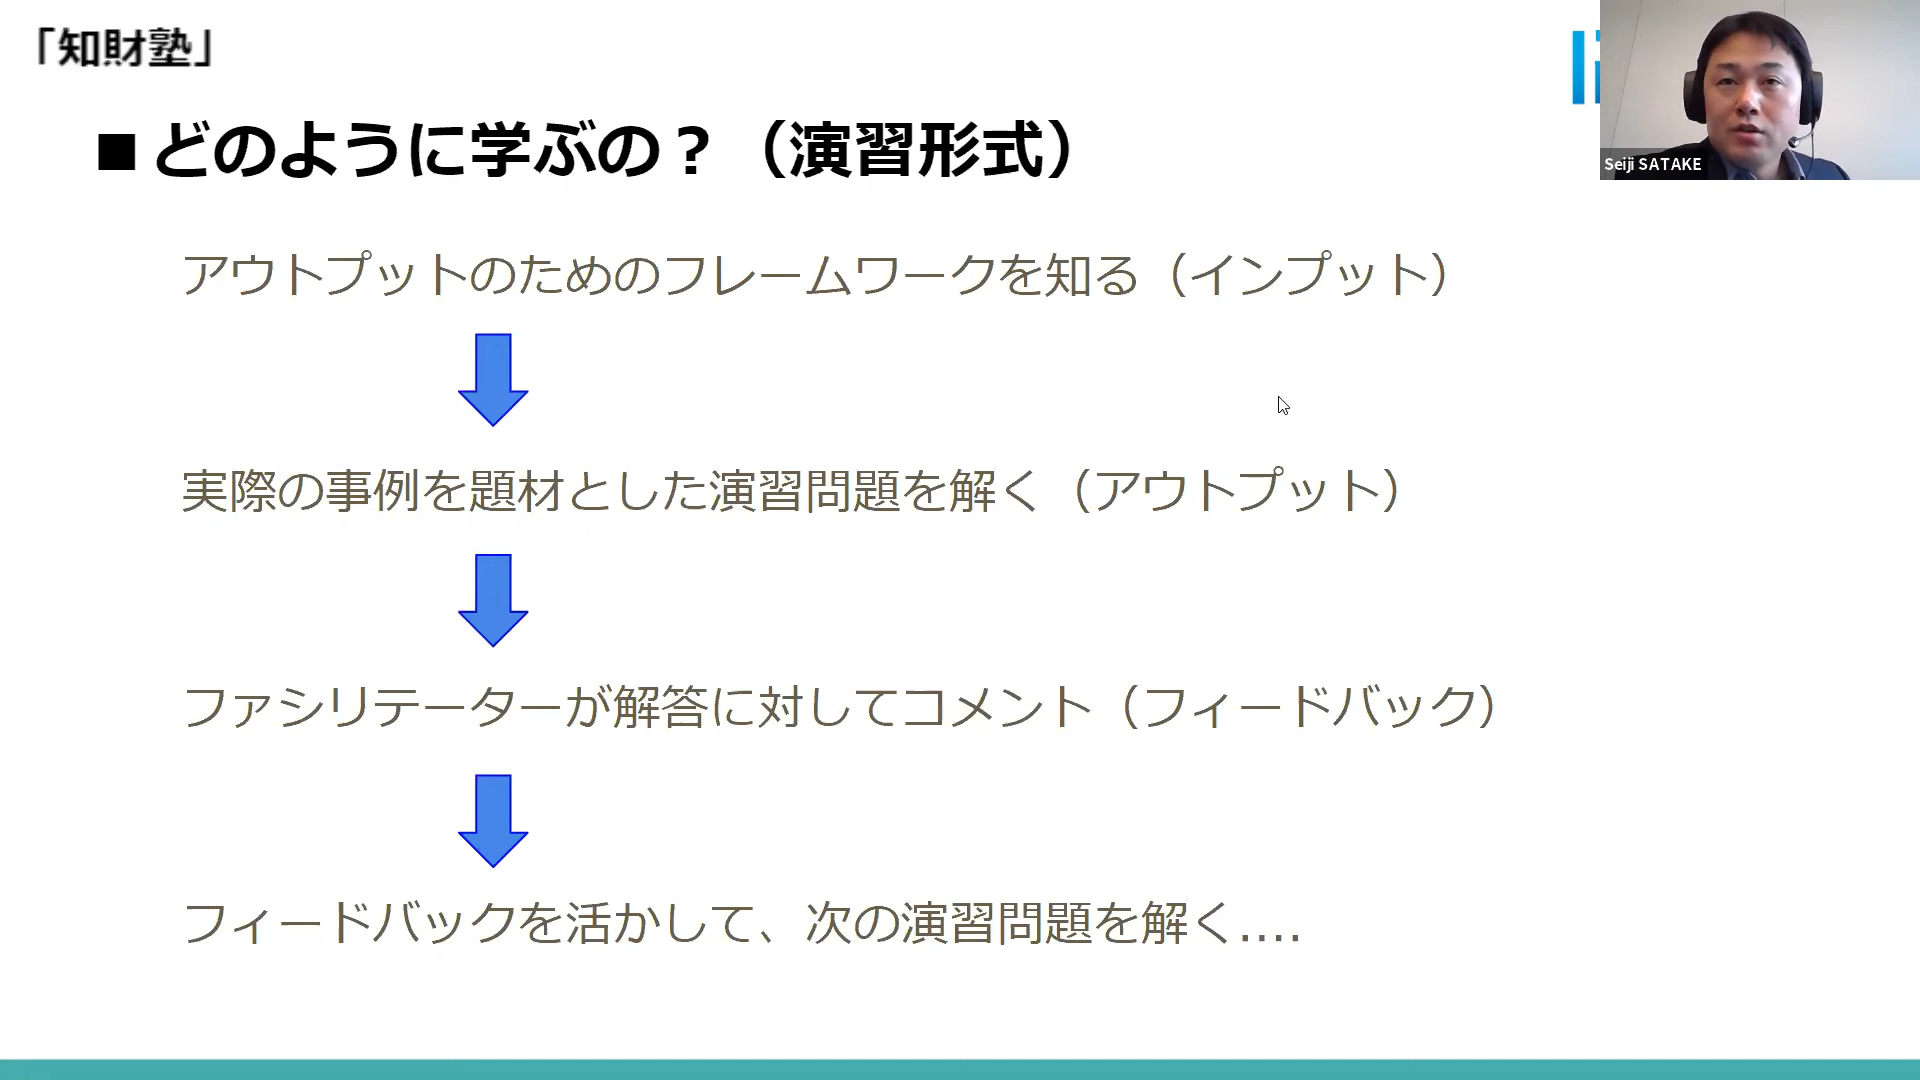 「知財塾」
■どのように学ぶの？（演習形式）
アウトプットのためのフレームワークを知る（インプット）
実際の事例を題材とした演習問題を解く（アウトプット）
ファシリテーターが解答に対してコメント（フィードバック）
フィードバックを活かして、次の演習問題を解く....
Seiji SATAKE